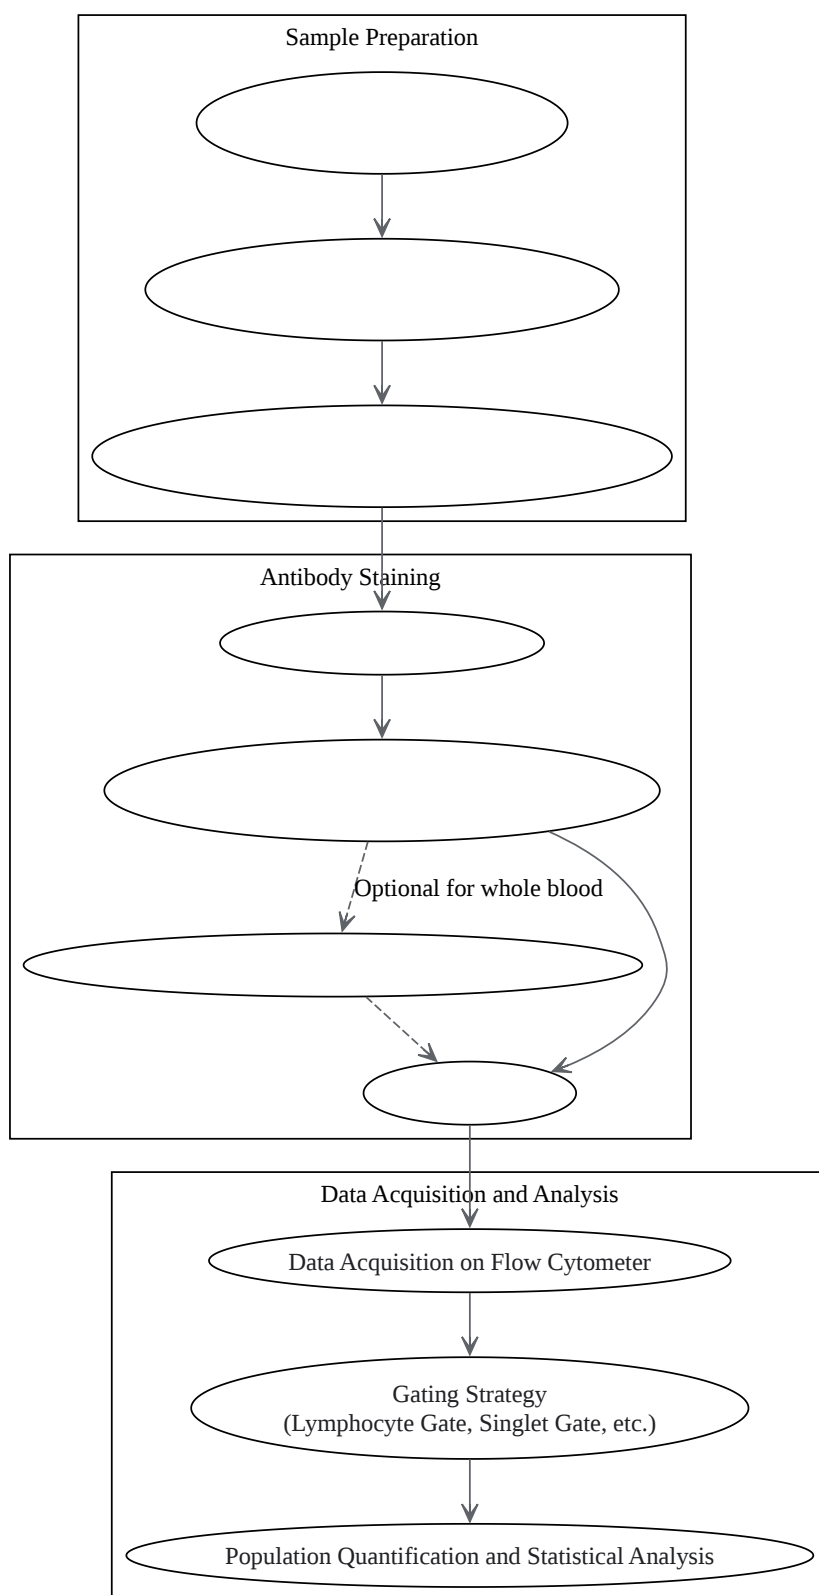 Sample Preparation
Antibody Staining
Optional for whole blood
Data Acquisition and Analysis
Data Acquisition on Flow Cytometer
Gating Strategy
(Lymphocyte Gate, Singlet Gate, etc.)
Population Quantification and Statistical Analysis